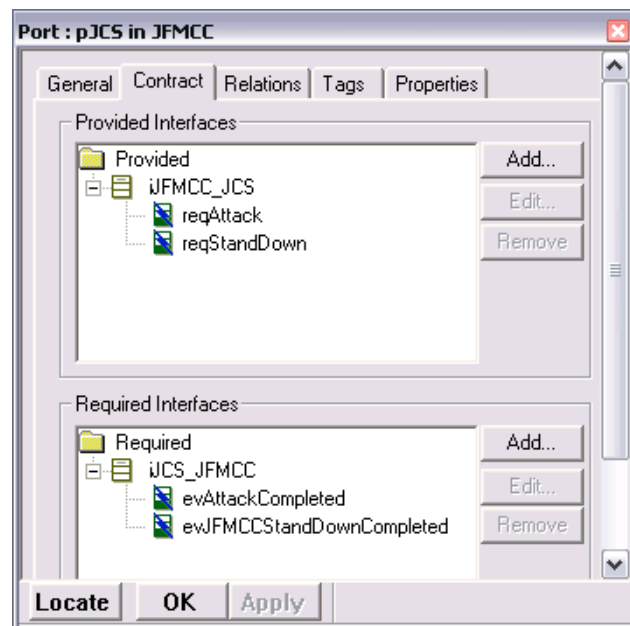 Port : pJCS in JFMCC
General Contract Relations Tags Properties
Provided Interfaces
Provided
iJFMCC_JCS
reqAttack
reqStandDown
Add...
Edit...
Remove
Required Interfaces
Required
iJCS_JFMCC
evAttackCompleted
evJFMCCStandDownCompleted
Add...
Edit...
Remove
Locate OK Apply